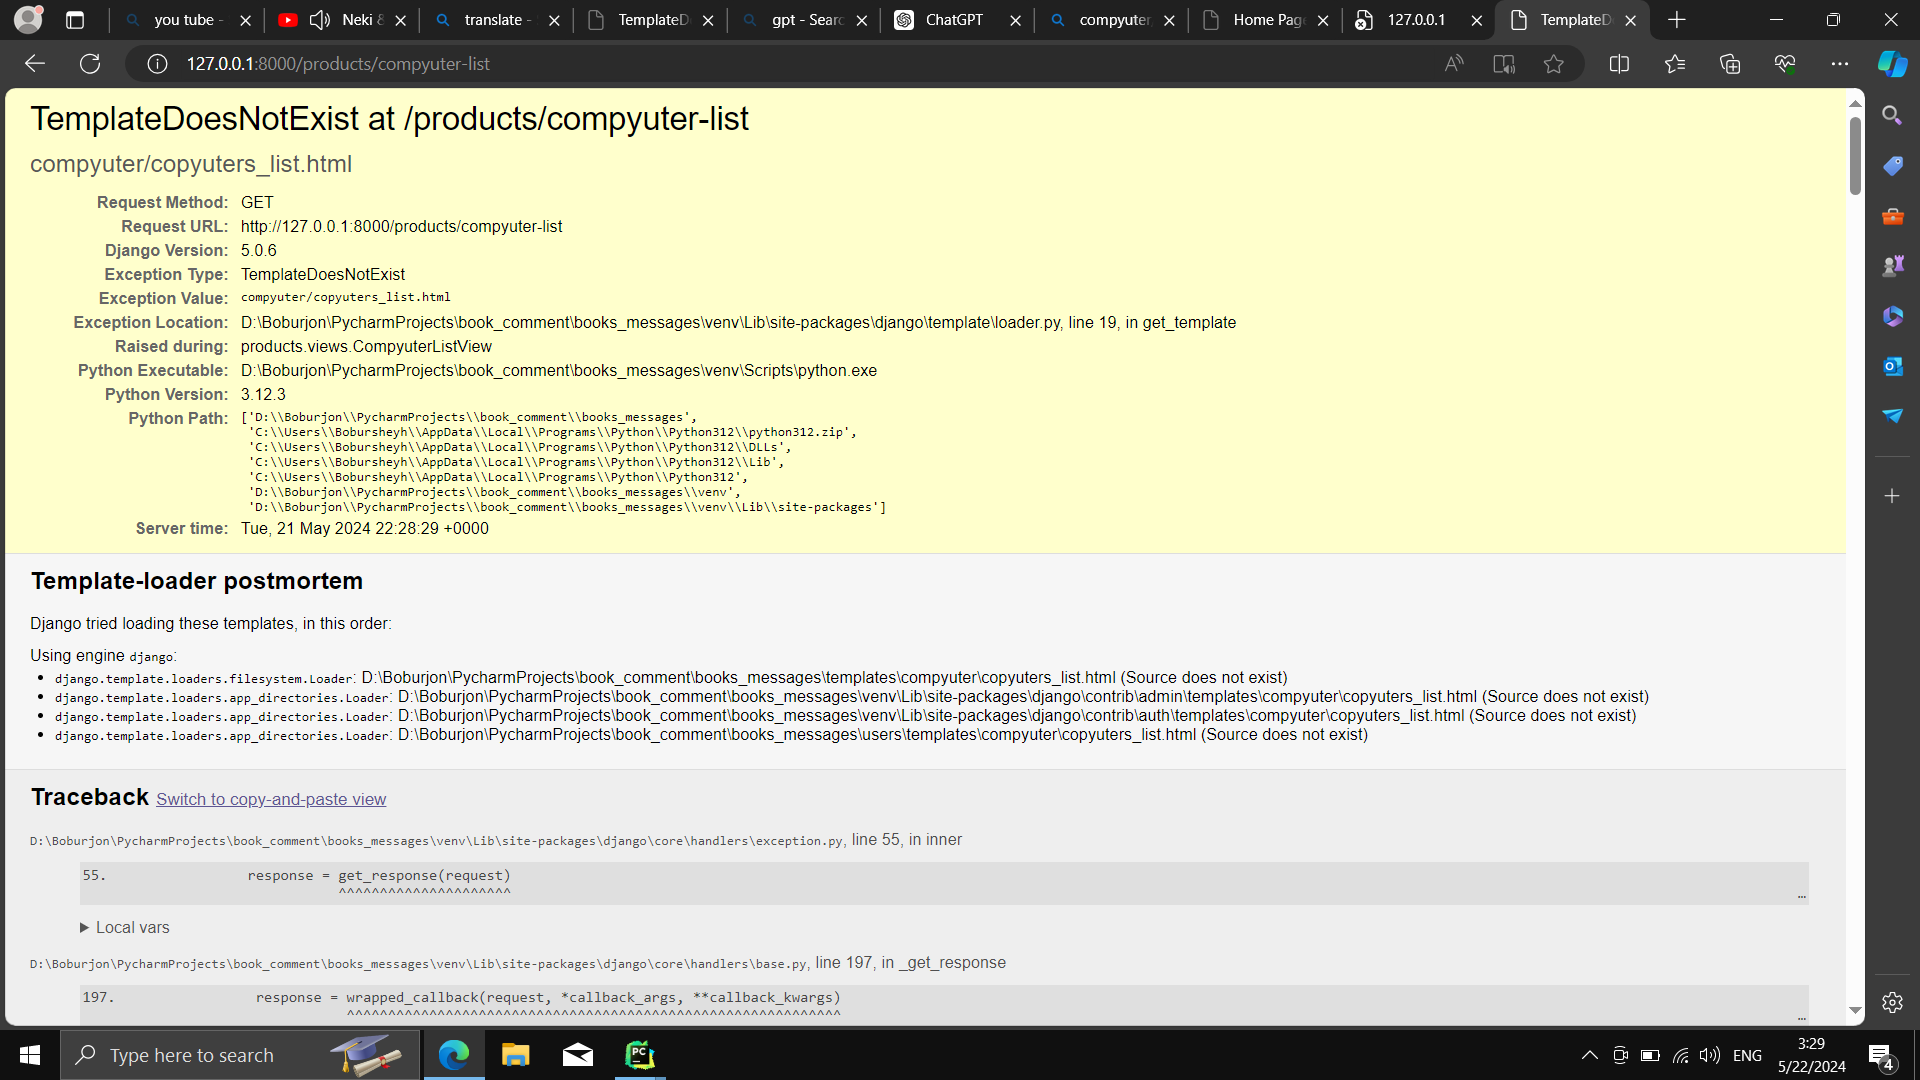 you tube -
Neki &
translate -
TemplateD
gpt - Searc
ChatGPT
compyuter,
Home Page
127.0.0.1
TemplateD
127.0.0.1:8000/products/compyuter-list
TemplateDoesNotExist at /products/compyuter-list
compyuter/copyuters_list.html
Request Method: GET
Request URL: http://127.0.0.1:8000/products/compyuter-list
Django Version: 5.0.6
Exception Type: TemplateDoesNotExist
Exception Value: compyuter/copyuters_list.html
Exception Location: D:\Boburjon\PycharmProjects\book_comment\books_messages\venv\Lib\site-packages\django\template\loader.py, line 19, in get_template
Raised during: products.views.CompyuterListView
Python Executable: D:\Boburjon\PycharmProjects\book_comment\books_messages\venv\Scripts\python.exe
Python Version: 3.12.3
Python Path: ['D:\\Boburjon\\PycharmProjects\\book_comment\\books_messages',
'C:\\Users\\Bobursheyh\\AppData\\Local\\Programs\\Python\\Python312\\python312.zip',
'C:\\Users\\Bobursheyh\\AppData\\Local\\Programs\\Python\\Python312\\DLLs',
'C:\\Users\\Bobursheyh\\AppData\\Local\\Programs\\Python\\Python312\\Lib',
'C:\\Users\\Bobursheyh\\AppData\\Local\\Programs\\Python\\Python312',
'D:\\Boburjon\\PycharmProjects\\book_comment\\books_messages\\venv',
'D:\\Boburjon\\PycharmProjects\\book_comment\\books_messages\\venv\\Lib\\site-packages']
Server time: Tue, 21 May 2024 22:28:29 +0000
Template-loader postmortem
Django tried loading these templates, in this order:
Using engine django:
• django.template.loaders.filesystem.Loader: D:\Boburjon\PycharmProjects\book_comment\books_messages\templates\compyuter\copyuters_list.html (Source does not exist)
• django.template.loaders.app_directories.Loader: D:\Boburjon\PycharmProjects\book_comment\books_messages\venv\Lib\site-packages\django\contrib\admin\templates\compyuter\copyuters_list.html (Source does not exist)
• django.template.loaders.app_directories.Loader: D:\Boburjon\PycharmProjects\book_comment\books_messages\venv\Lib\site-packages\django\contrib\auth\templates\compyuter\copyuters_list.html (Source does not exist)
• django.template.loaders.app_directories.Loader: D:\Boburjon\PycharmProjects\book_comment\books_messages\users\templates\compyuter\copyuters_list.html (Source does not exist)
Traceback Switch to copy-and-paste view
D:\Boburjon\PycharmProjects\book_comment\books_messages\venv\Lib\site-packages\django\core\handlers\exception.py, line 55, in inner
55. response = get_response(request)
^^^^^^^^^^^^^^^^^^^^^
…
Local vars
D:\Boburjon\PycharmProjects\book_comment\books_messages\venv\Lib\site-packages\django\core\handlers\base.py, line 197, in _get_response
197. response = wrapped_callback(request, *callback_args, **callback_kwargs)
^^^^^^^^^^^^^^^^^^^^^^^^^^^^^^^^^^^^^^^^^^^^^^^^^^^^^^^^^^^^
…
Type here to search
PC
ENG
3:29
5/22/2024
4